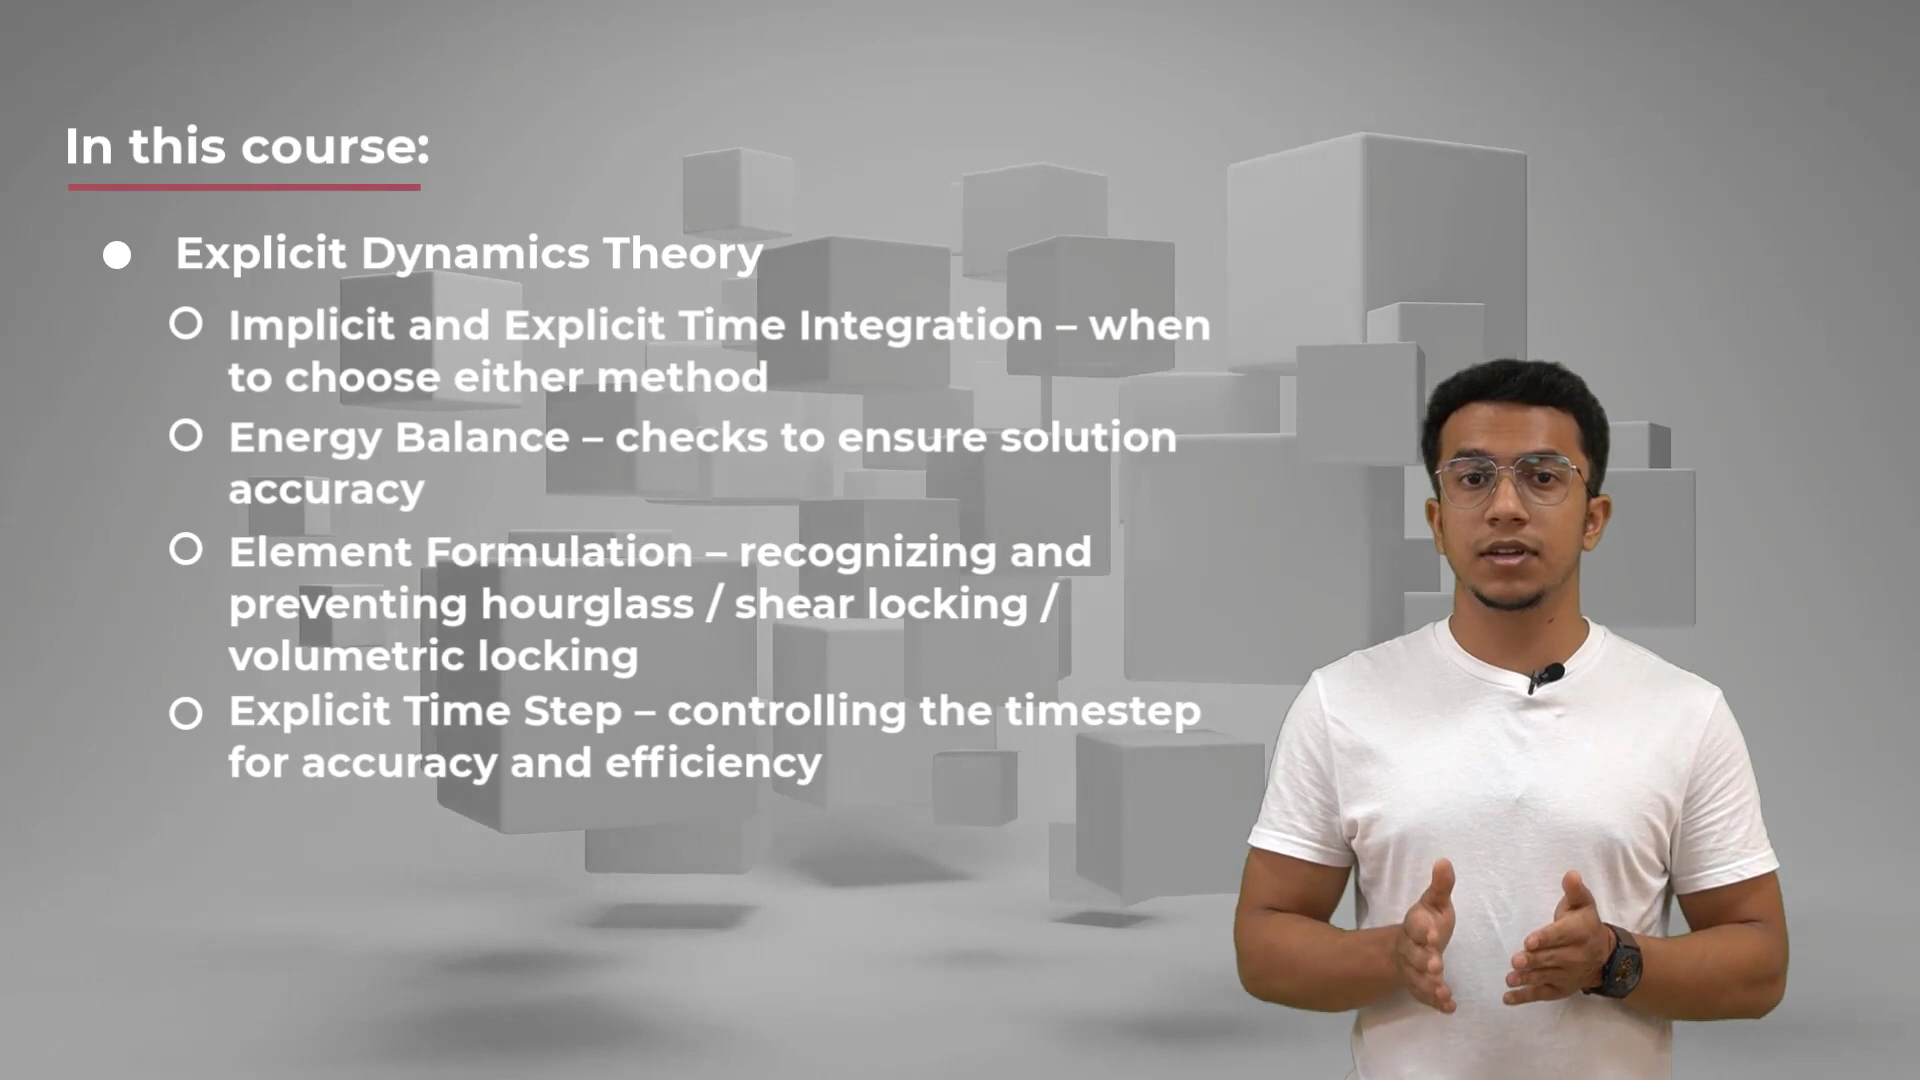 In this course:
Explicit Dynamics Theory
Implicit and Explicit Time Integration – when
to choose either method
Energy Balance – checks to ensure solution
accuracy
Element Formulation – recognizing and
preventing hourglass / shear locking /
volumetric locking
Explicit Time Step – controlling the timestep
for accuracy and efficiency